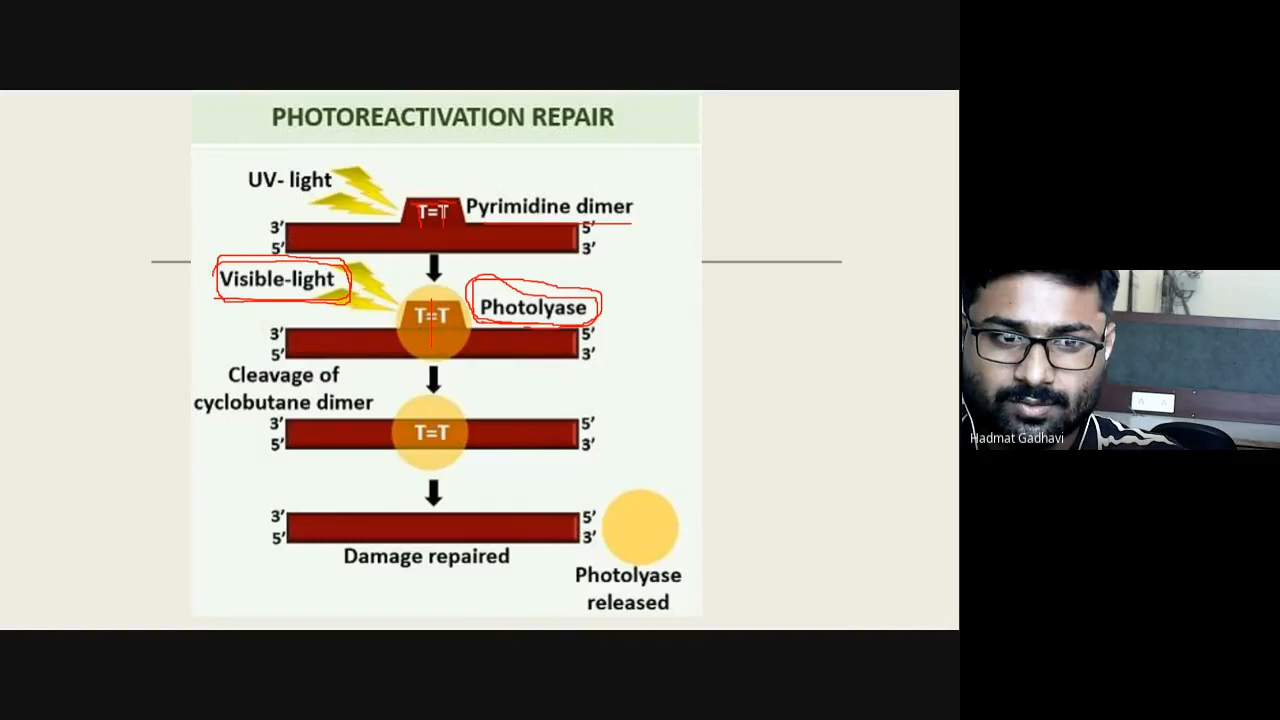 PHOTOREACTIVATION REPAIR
UV- light
T=T
Pyrimidine dimer
3’
5’
5’
3’
Visible-light
T=T
Photolyase
3’
5’
5’
3’
Cleavage of
cyclobutane dimer
3’
5’
T=T
5’
3’
3’
5’
5’
3’
Damage repaired
Photolyase
released
Hadmat Gadhavi